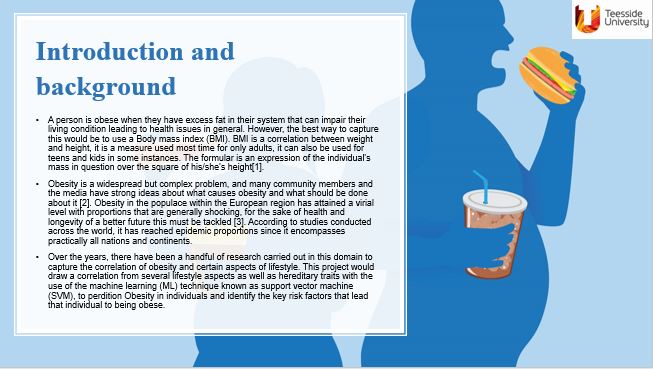 Teesside
University
Introduction and
background
• A person is obese when they have excess fat in their system that can impair their
living condition leading to health issues in general. However, the best way to capture
this would be to use a Body mass index (BMI). BMI is a correlation between weight
and height, it is a measure used most time for only adults, it can also be used for
teens and kids in some instances. The formular is an expression of the individual's
mass in question over the square of his/she's height[1].
• Obesity is a widespread but complex problem, and many community members and
the media have strong ideas about what causes obesity and what should be done
about it [2]. Obesity in the populace within the European region has attained a virial
level with proportions that are generally shocking, for the sake of health and
longevity of a better future this must be tackled [3]. According to studies conducted
across the world, it has reached epidemic proportions since it encompasses
practically all nations and continents.
• Over the years, there have been a handful of research carried out in this domain to
capture the correlation of obesity and certain aspects of lifestyle. This project would
draw a correlation from several lifestyle aspects as well as hereditary traits with the
use of the machine learning (ML) technique known as support vector machine
(SVM), to perdition Obesity in individuals and identify the key risk factors that lead
that individual to being obese.